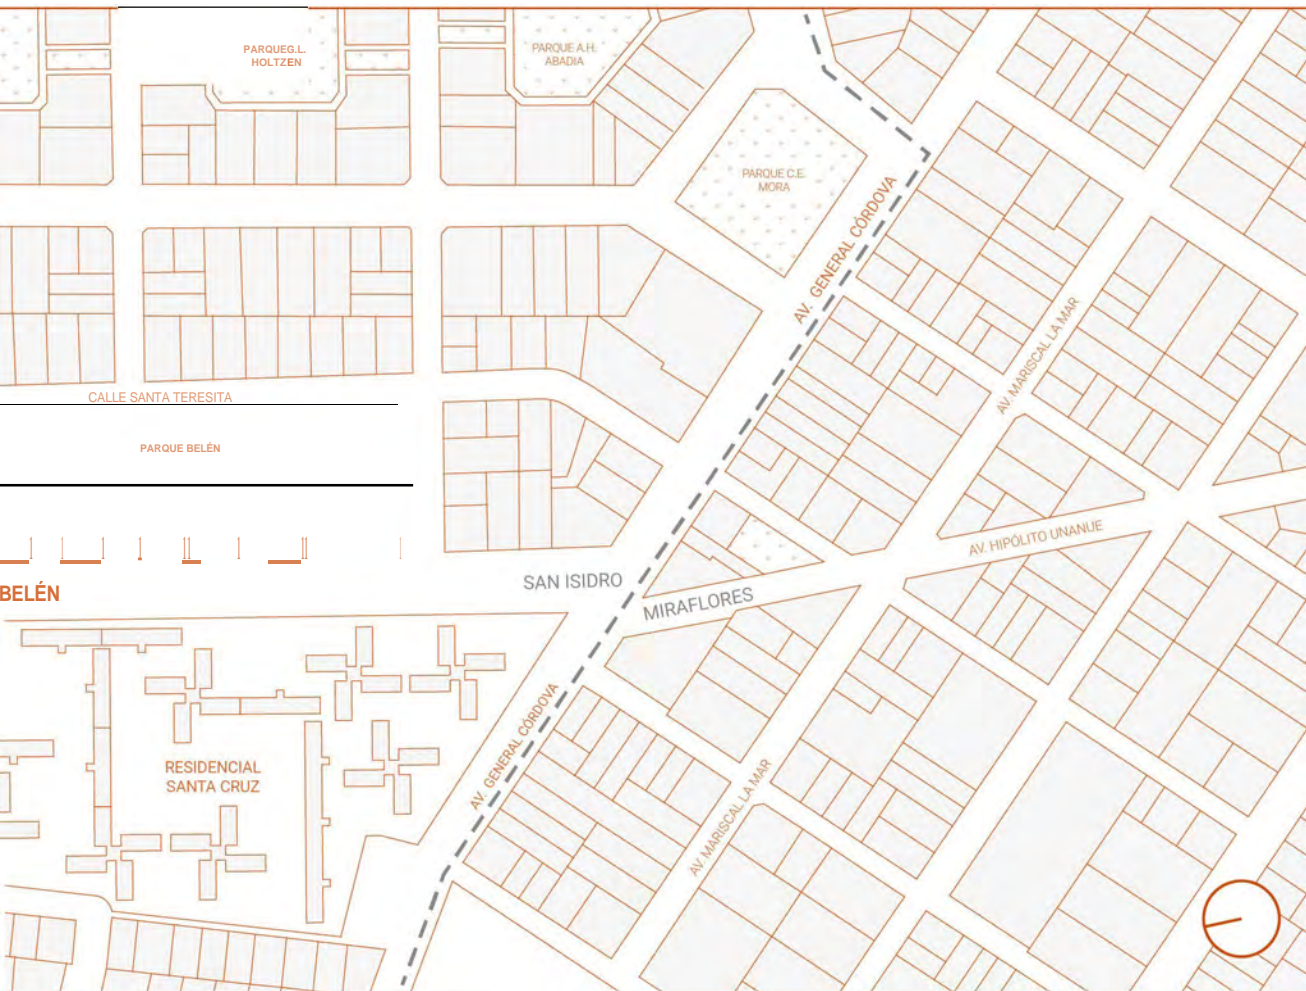 PARQUEG.L.
HOLTZEN
PARQUE A.H.
ABADIA
PARQUE C.E.
MORA
AV. GENERAL CÓRDOVA
AV. MARISCAL LA MAR
CALLE SANTA TERESITA
PARQUE BELÉN
AV. HIPÓLITO UNANUE
SAN ISIDRO
MIRAFLORES
BELÉN
AV. GENERAL CÓRDOVA
RESIDENCIAL
SANTA CRUZ
AV. MARISCAL LA MAR